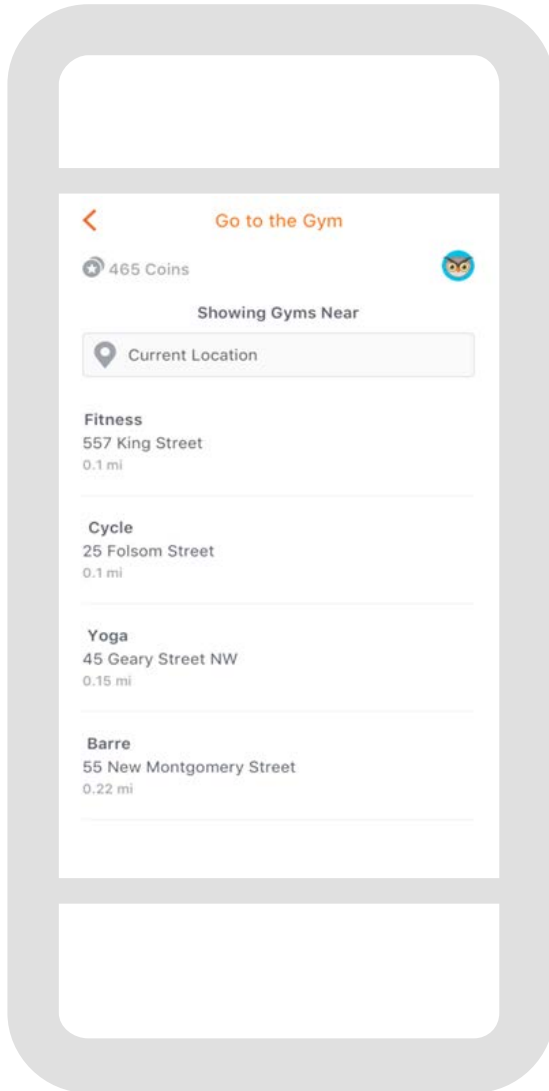 Go to the Gym
465 Coins
Showing Gyms Near
Current Location
Fitness
557 King Street
0.1 mi
Cycle
25 Folsom Street
0.1 mi
Yoga
45 Geary Street NW
0.15 mi
Barre
55 New Montgomery Street
0.22 mi